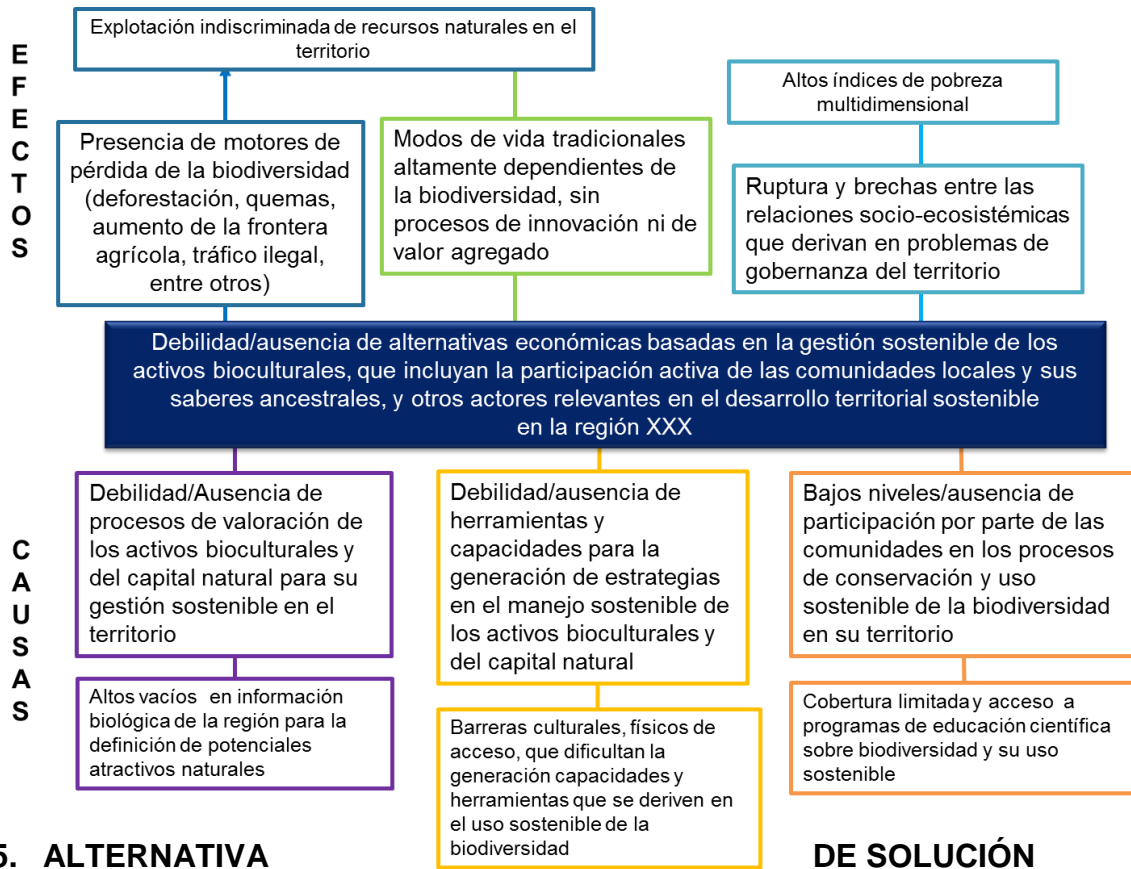 EFECTOS
Explotación indiscriminada de recursos naturales en el
territorio
Altos índices de pobreza
multidimensional
Presencia de motores de
pérdida de la biodiversidad
(deforestación, quemas,
aumento de la frontera
agrícola, tráfico ilegal,
entre otros)
Modos de vida tradicionales
altamente dependientes de
la biodiversidad, sin
procesos de innovación ni de
valor agregado
Ruptura y brechas entre las
relaciones socio-ecosistémicas
que derivan en problemas de
gobernanza del territorio
Debilidad/ausencia de alternativas económicas basadas en la gestión sostenible de los
activos bioculturales, que incluyan la participación activa de las comunidades locales y sus
saberes ancestrales, y otros actores relevantes en el desarrollo territorial sostenible
en la región XXX
CAUSAS
Debilidad/Ausencia de
procesos de valoración de
los activos bioculturales y
del capital natural para su
gestión sostenible en el
territorio
Debilidad/ausencia de
herramientas y
capacidades para la
generación de estrategias
en el manejo sostenible de
los activos bioculturales y
del capital natural
Bajos niveles/ausencia de
participación por parte de las
comunidades en los procesos
de conservación y uso
sostenible de la biodiversidad
en su territorio
Altos vacíos en información
biológica de la región para la
definición de potenciales
atractivos naturales
Barreras culturales, físicos de
acceso, que dificultan la
generación capacidades y
herramientas que se deriven en
el uso sostenible de la
biodiversidad
Cobertura limitada y acceso a
programas de educación científica
sobre biodiversidad y su uso
sostenible
5. ALTERNATIVA DE SOLUCIÓN